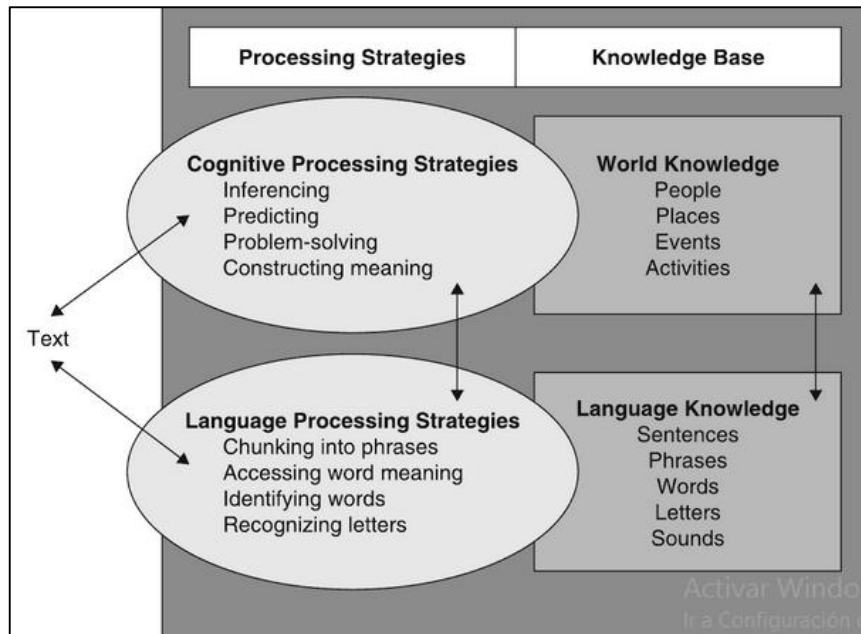 Processing Strategies
Knowledge Base
Cognitive Processing Strategies
Inferencing
Predicting
Problem-solving
Constructing meaning
World Knowledge
People
Places
Events
Activities
Text
Language Processing Strategies
Chunking into phrases
Accessing word meaning
Identifying words
Recognizing letters
Language Knowledge
Sentences
Phrases
Words
Letters
Sounds
Activar Windo
Ir a Configuración